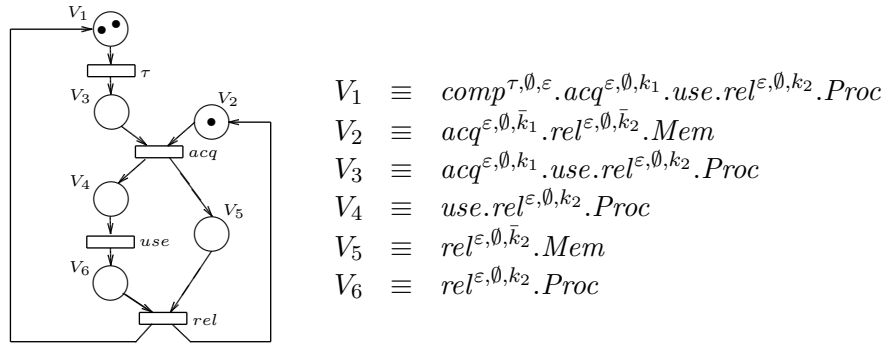 V₁
τ
V₃
V₂
acq
V₄
V₅
use
V₆
rel
V₁ ≡ comp^{τ,∅,ε}.acq^{ε,∅,k₁}.use.rel^{ε,∅,k₂}.Proc
V₂ ≡ acq^{ε,∅,k̄₁}.rel^{ε,∅,k̄₂}.Mem
V₃ ≡ acq^{ε,∅,k₁}.use.rel^{ε,∅,k₂}.Proc
V₄ ≡ use.rel^{ε,∅,k₂}.Proc
V₅ ≡ rel^{ε,∅,k̄₂}.Mem
V₆ ≡ rel^{ε,∅,k₂}.Proc